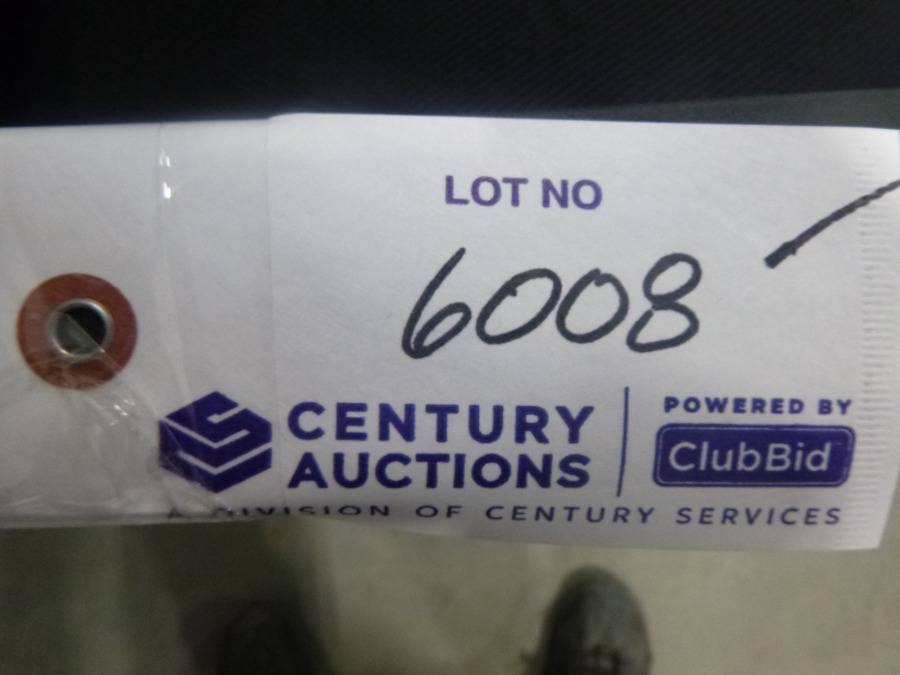 LOT NO
6008
CENTURY
AUCTIONS
POWERED BY
ClubBid
A DIVISION OF CENTURY SERVICES